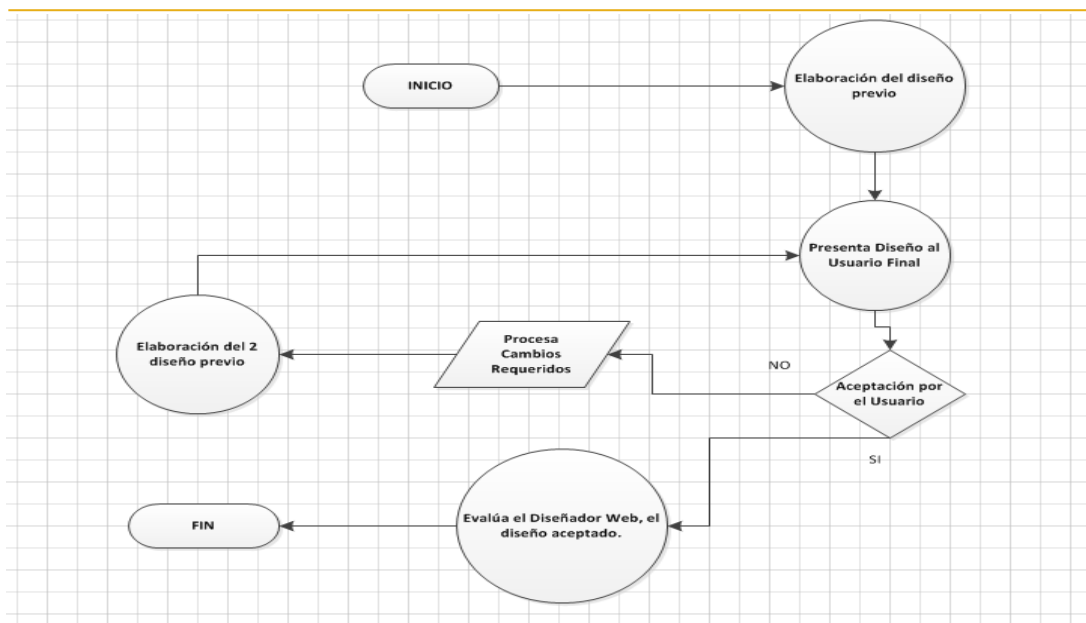 INICIO
Elaboración del diseño
previo
Presenta Diseño al
Usuario Final
Elaboración del 2
diseño previo
Procesa
Cambios
Requeridos
NO
Aceptación por
el Usuario
SI
Evalúa el Diseñador Web, el
diseño aceptado.
FIN